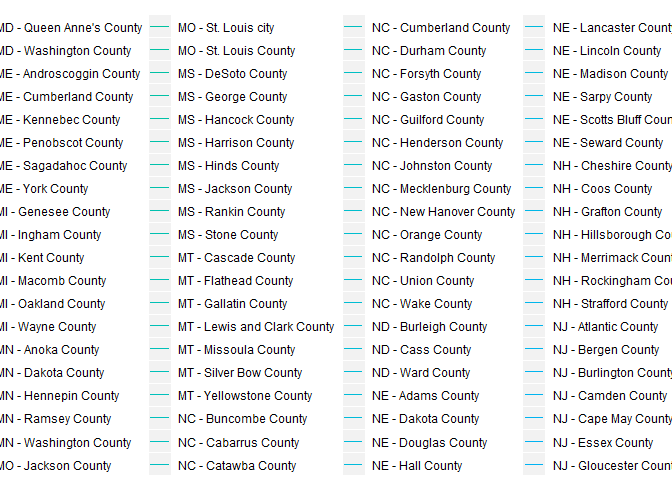 MD - Queen Anne's County
MD - Washington County
ME - Androscoggin County
ME - Cumberland County
ME - Kennebec County
ME - Penobscot County
ME - Sagadahoc County
ME - York County
MI - Genesee County
MI - Ingham County
MI - Kent County
MI - Macomb County
MI - Oakland County
MI - Wayne County
MN - Anoka County
MN - Dakota County
MN - Hennepin County
MN - Ramsey County
MN - Washington County
MO - Jackson County
MO - St. Louis city
MO - St. Louis County
MS - DeSoto County
MS - George County
MS - Hancock County
MS - Harrison County
MS - Hinds County
MS - Jackson County
MS - Rankin County
MS - Stone County
MT - Cascade County
MT - Flathead County
MT - Gallatin County
MT - Lewis and Clark County
MT - Missoula County
MT - Silver Bow County
MT - Yellowstone County
NC - Buncombe County
NC - Cabarrus County
NC - Catawba County
NC - Cumberland County
NC - Durham County
NC - Forsyth County
NC - Gaston County
NC - Guilford County
NC - Henderson County
NC - Johnston County
NC - Mecklenburg County
NC - New Hanover County
NC - Orange County
NC - Randolph County
NC - Union County
NC - Wake County
ND - Burleigh County
ND - Cass County
ND - Ward County
NE - Adams County
NE - Dakota County
NE - Douglas County
NE - Hall County
NE - Lancaster County
NE - Lincoln County
NE - Madison County
NE - Sarpy County
NE - Scotts Bluff Coun
NE - Seward County
NH - Cheshire County
NH - Coos County
NH - Grafton County
NH - Hillsborough Co
NH - Merrimack Coun
NH - Rockingham Cou
NH - Strafford County
NJ - Atlantic County
NJ - Bergen County
NJ - Burlington County
NJ - Camden County
NJ - Cape May County
NJ - Essex County
NJ - Gloucester County